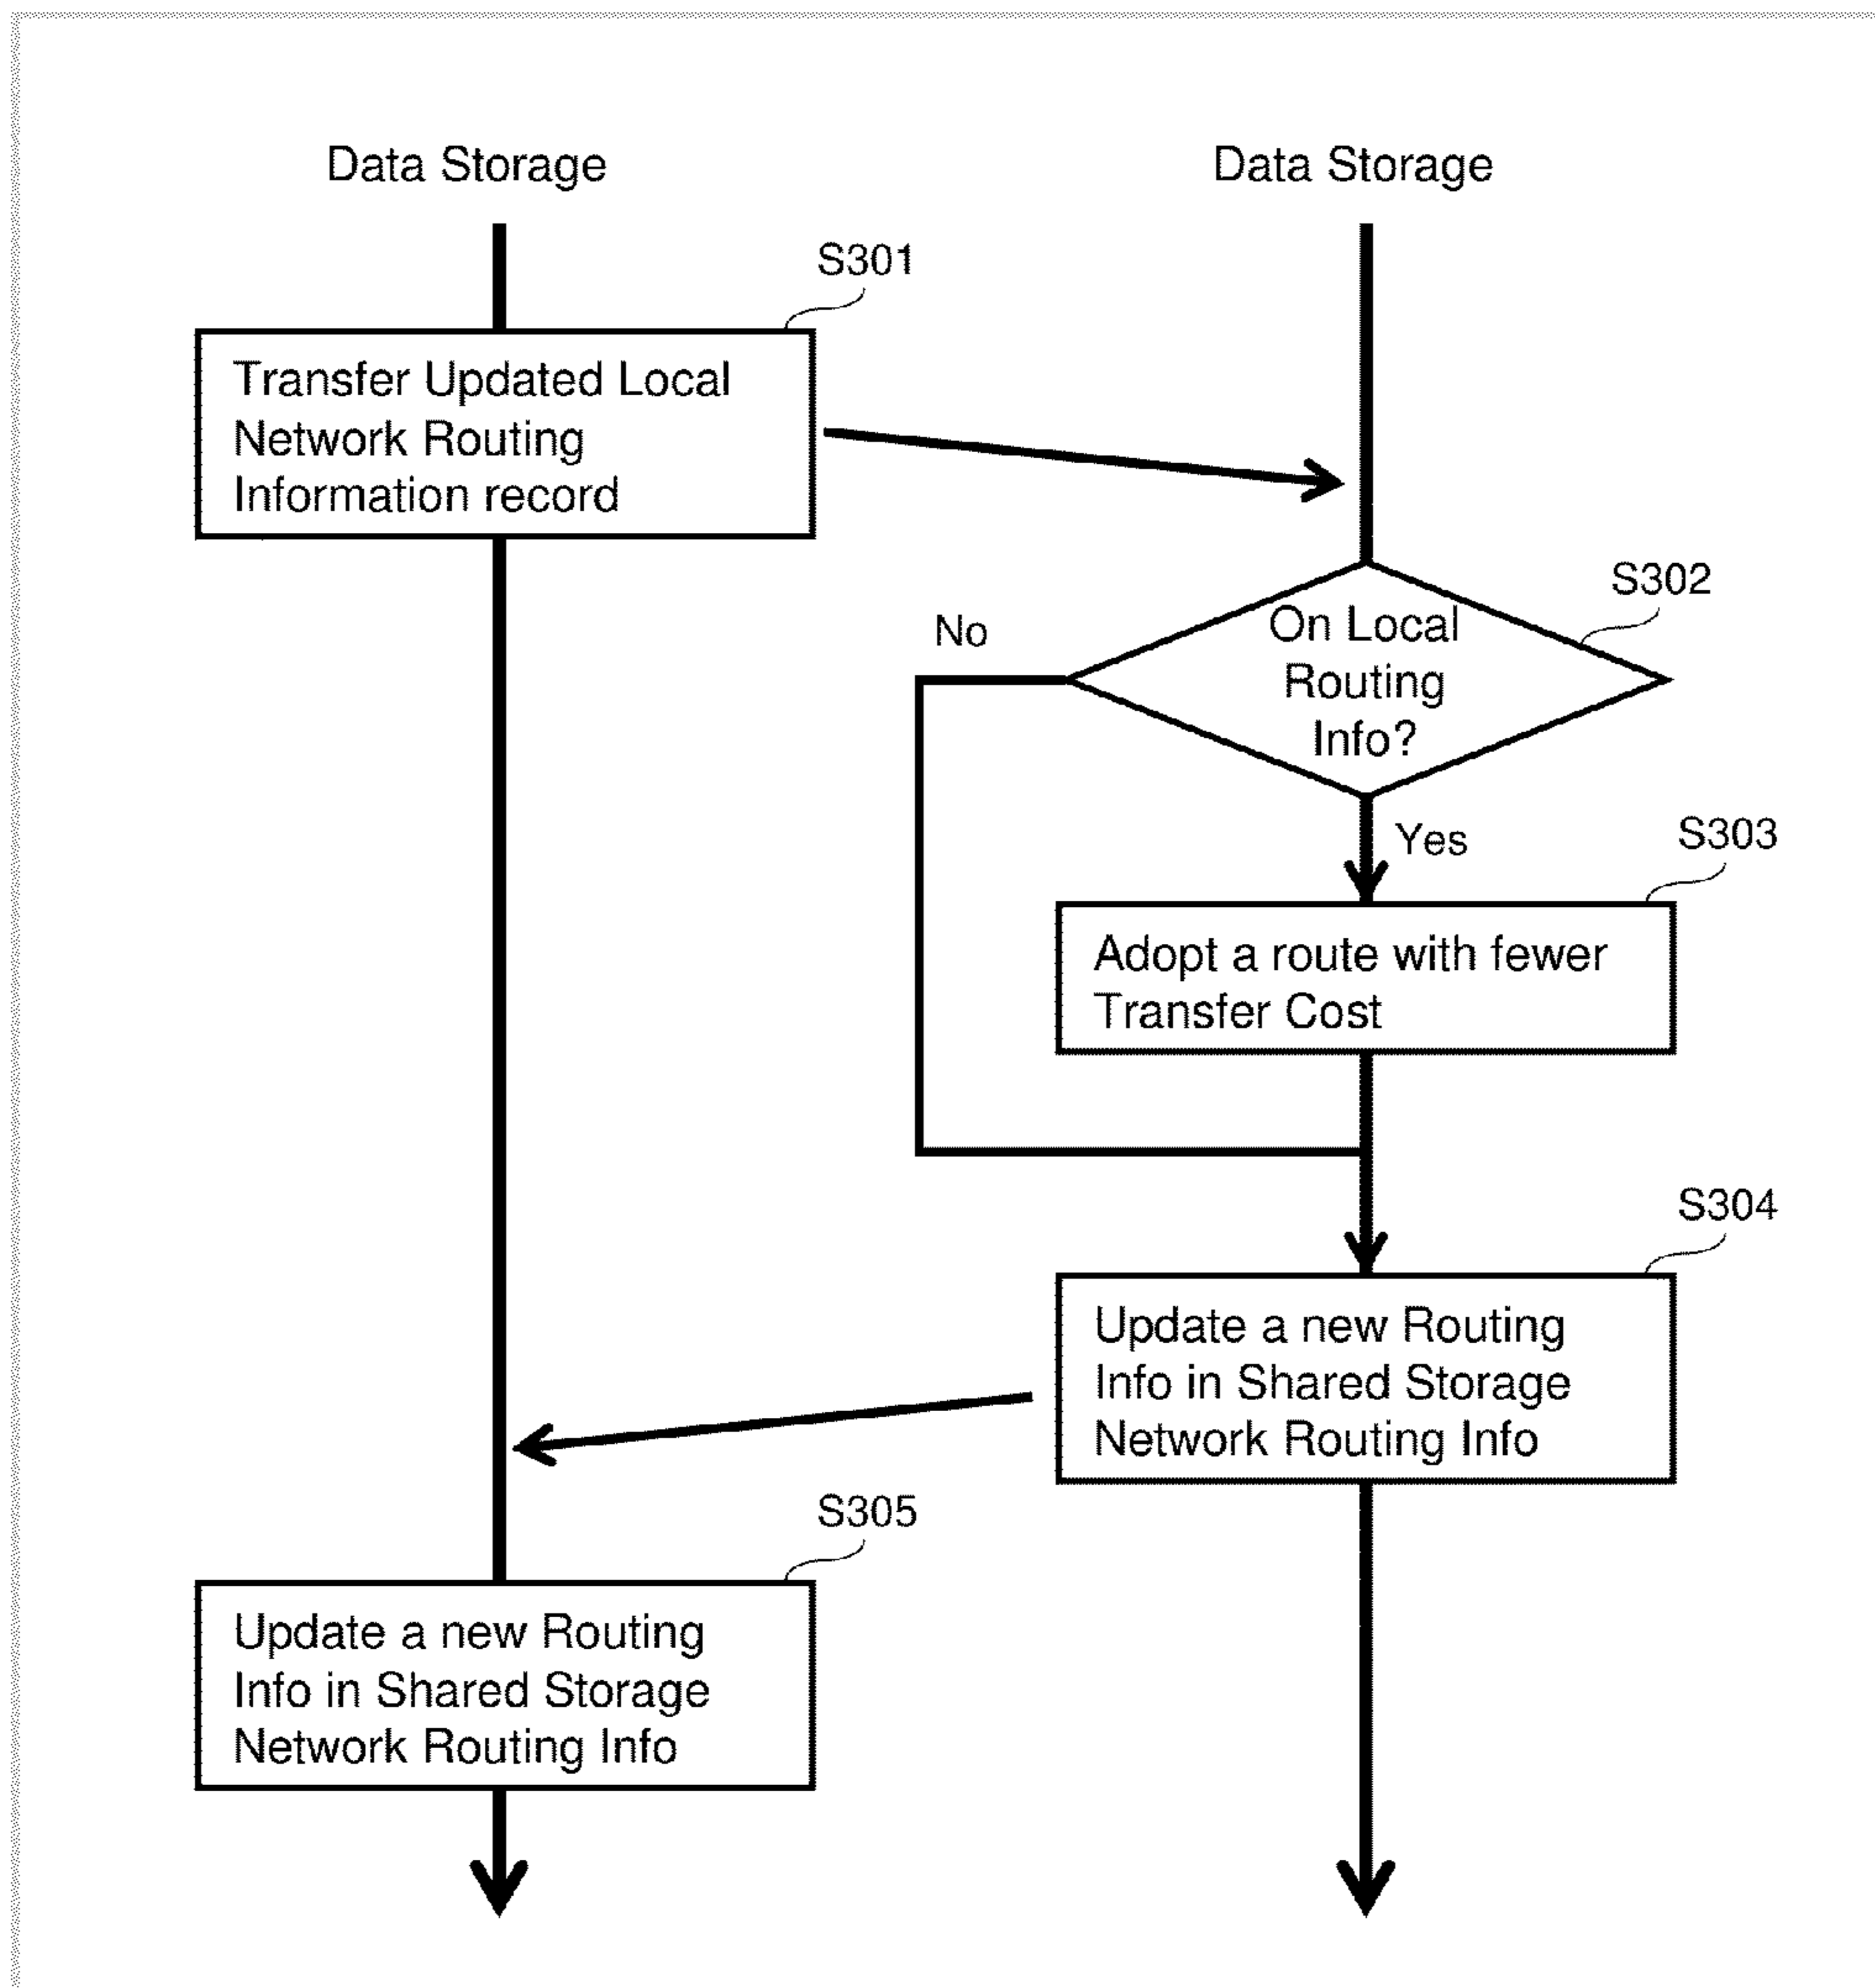 Data Storage
Data Storage
S301
Transfer Updated Local
Network Routing
Information record
S302
No
On Local
Routing
Info?
Yes
S303
Adopt a route with fewer
Transfer Cost
S304
Update a new Routing
Info in Shared Storage
Network Routing Info
S305
Update a new Routing
Info in Shared Storage
Network Routing Info